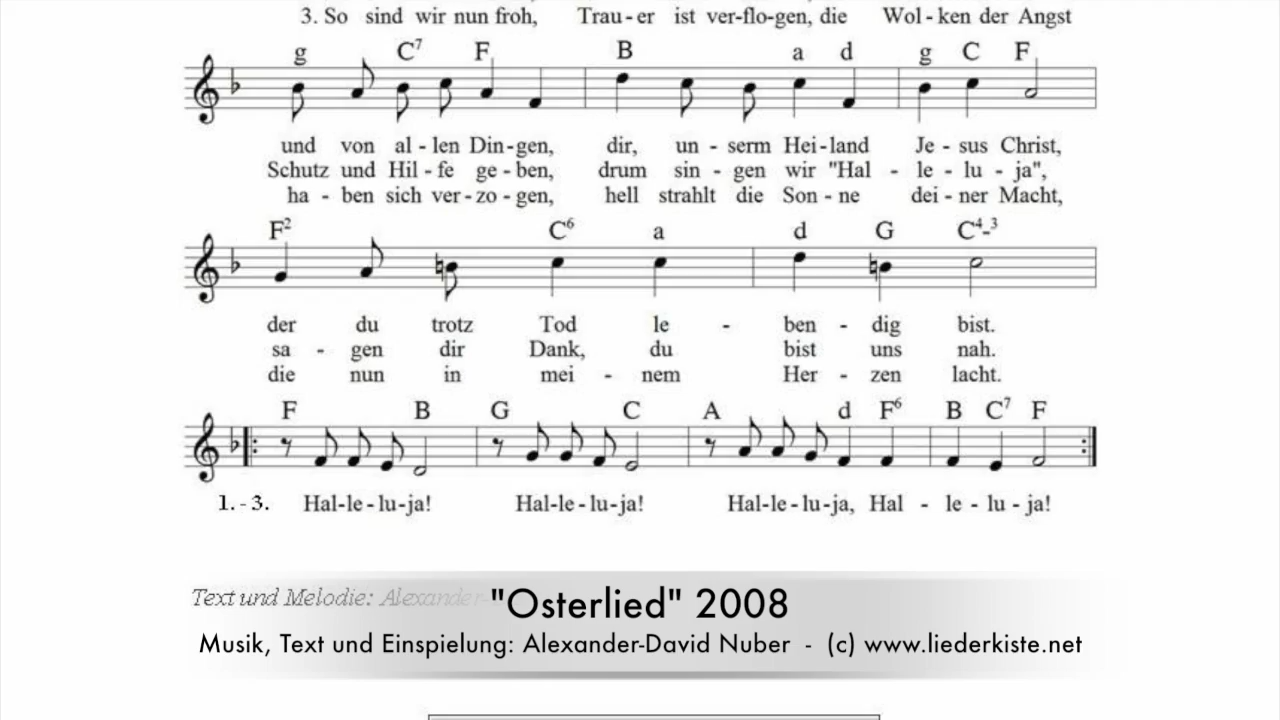 3. So sind wir nun froh, Trau - er ist ver-flo-gen, die Wol - ken der Angst
g C7 F B a d g C F
und von al - len Din-gen, dir, un - serm Hei-land Je - sus Christ,
Schutz und Hil - fe ge - ben, drum sin - gen wir "Hal - le - lu - ja",
ha - ben sich ver - zo - gen, hell strahlt die Son - ne dei - ner Macht,
F2 C6 a d G C4-3
der du trotz Tod le - ben - dig bist.
sa - gen dir Dank, du bist uns nah.
die nun in mei - nem Her - zen lacht.
F B G C A d F6 B C7 F
1. - 3. Hal-le - lu-ja! Hal-le - lu-ja! Hal-le - lu-ja, Hal - le - lu - ja!
Text und Melodie: Alexander-
"Osterlied" 2008
Musik, Text und Einspielung: Alexander-David Nuber - (c) www.liederkiste.net